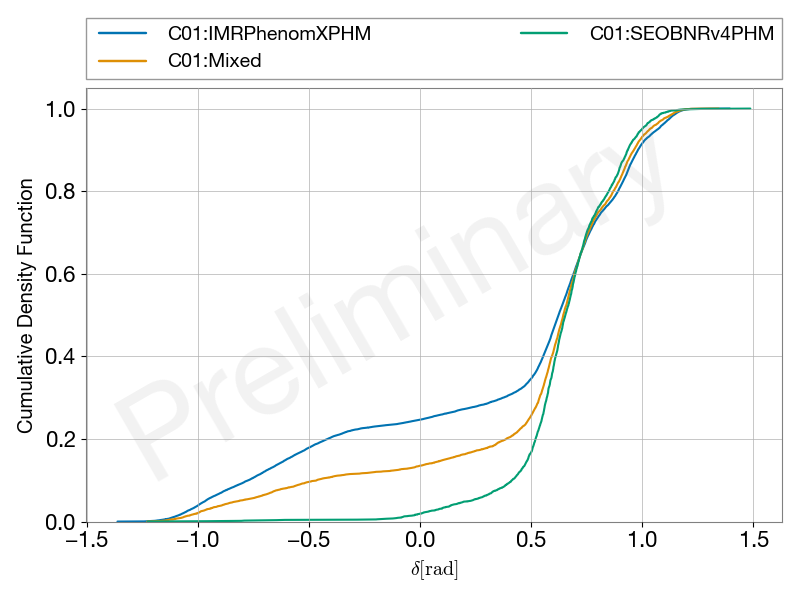 C01:IMRPhenomXPHM
C01:Mixed
C01:SEOBNRv4PHM
Preliminary
Cumulative Density Function
1.0
0.8
0.6
0.4
0.2
0.0
−1.5 −1.0 −0.5 0.0 0.5 1.0 1.5
δ[rad]